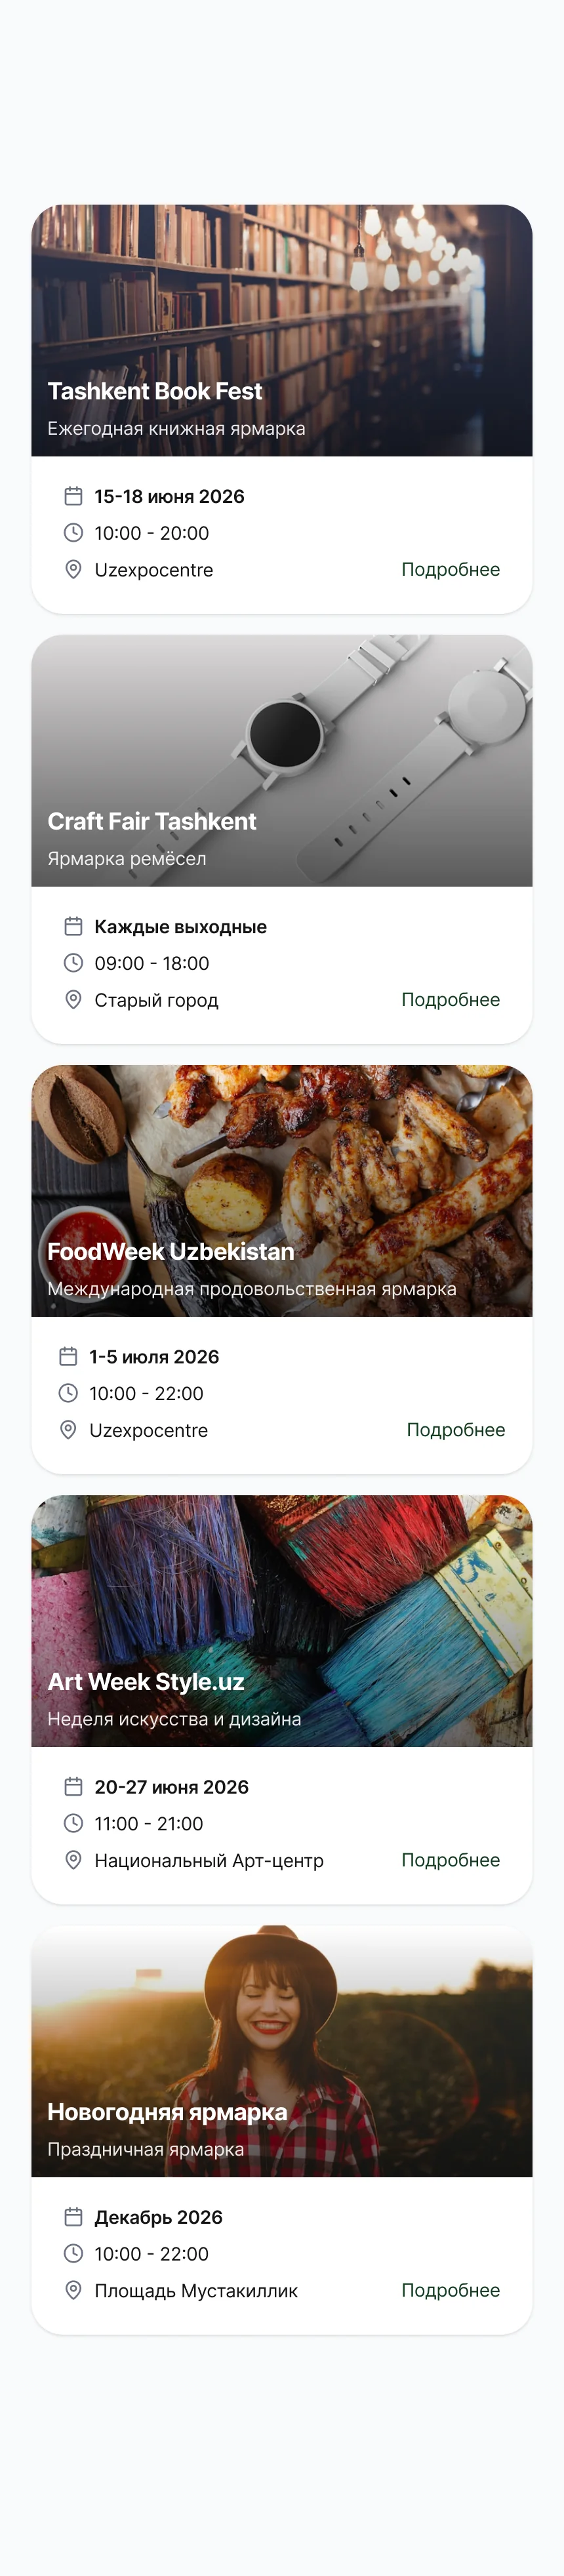 Tashkent Book Fest
Ежегодная книжная ярмарка
15-18 июня 2026
10:00 - 20:00
Uzexpocentre
Подробнее
Craft Fair Tashkent
Ярмарка ремёсел
Каждые выходные
09:00 - 18:00
Старый город
Подробнее
FoodWeek Uzbekistan
Международная продовольственная ярмарка
1-5 июля 2026
10:00 - 22:00
Uzexpocentre
Подробнее
Art Week Style.uz
Неделя искусства и дизайна
20-27 июня 2026
11:00 - 21:00
Национальный Арт-центр
Подробнее
Новогодняя ярмарка
Праздничная ярмарка
Декабрь 2026
10:00 - 22:00
Площадь Мустакиллик
Подробнее